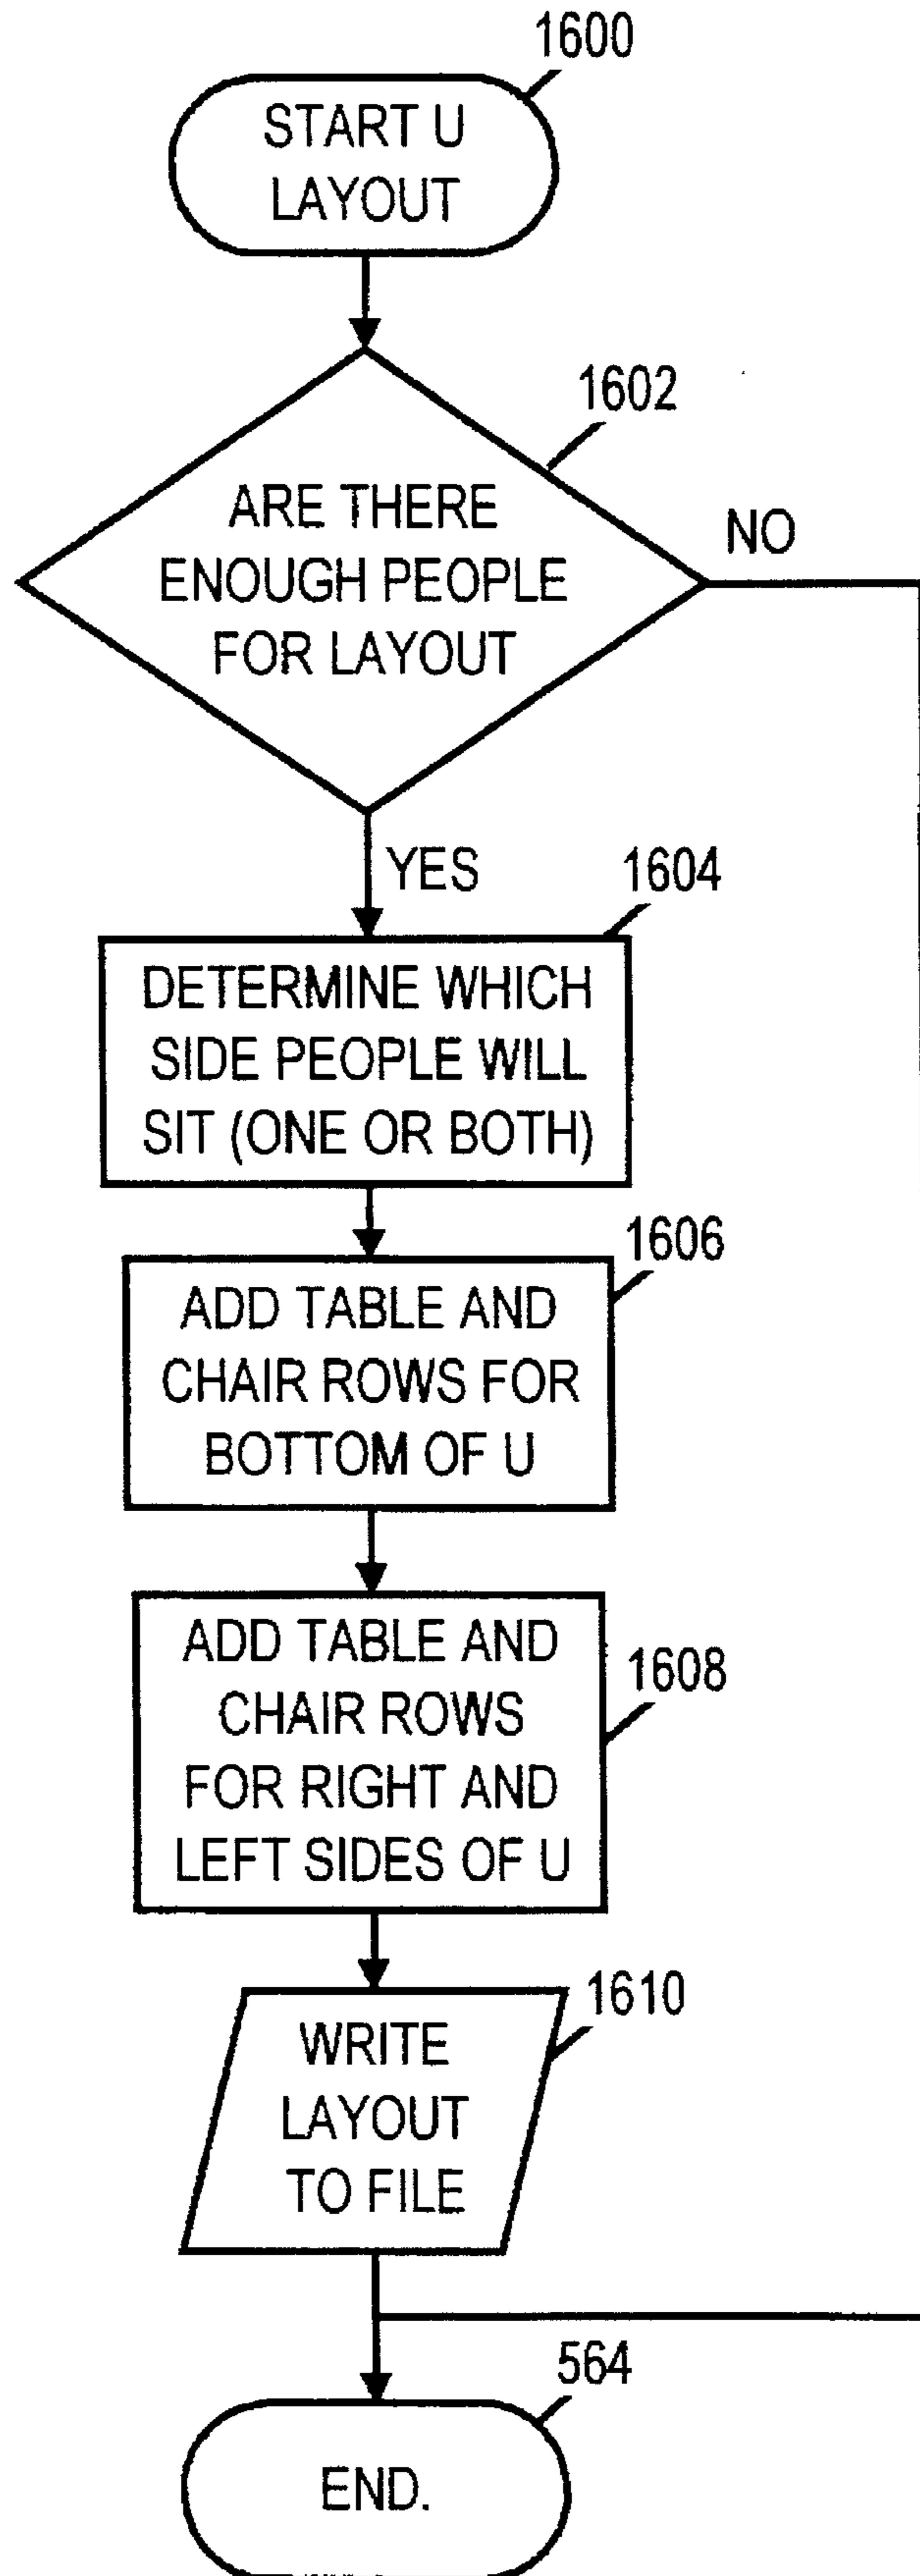 1600
START U
LAYOUT
1602
ARE THERE
ENOUGH PEOPLE
FOR LAYOUT
NO
YES
1604
DETERMINE WHICH
SIDE PEOPLE WILL
SIT (ONE OR BOTH)
1606
ADD TABLE AND
CHAIR ROWS FOR
BOTTOM OF U
1608
ADD TABLE AND
CHAIR ROWS
FOR RIGHT AND
LEFT SIDES OF U
1610
WRITE
LAYOUT
TO FILE
564
END.